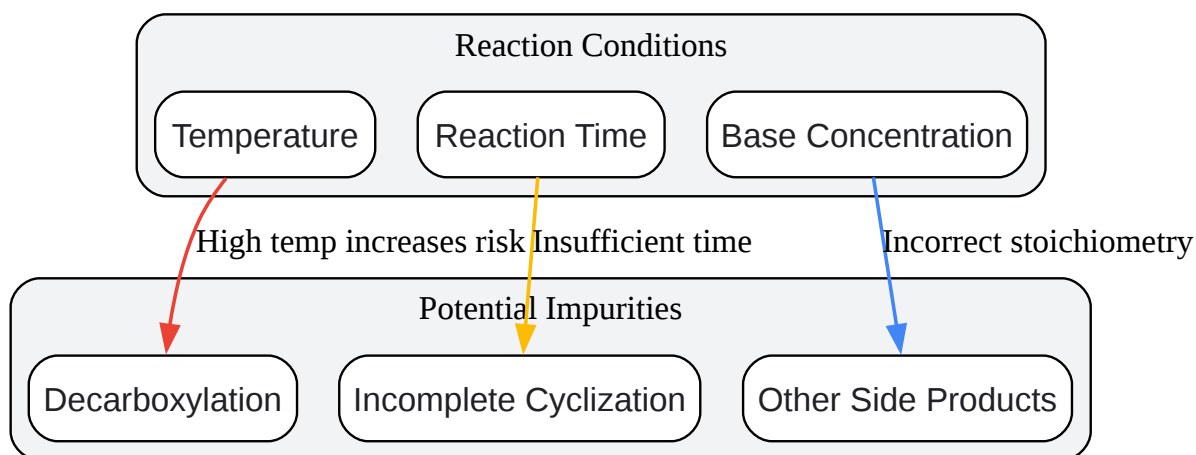 Reaction Conditions
Temperature
Reaction Time
Base Concentration
High temp increases risk
Insufficient time
Incorrect stoichiometry
Potential Impurities
Decarboxylation
Incomplete Cyclization
Other Side Products